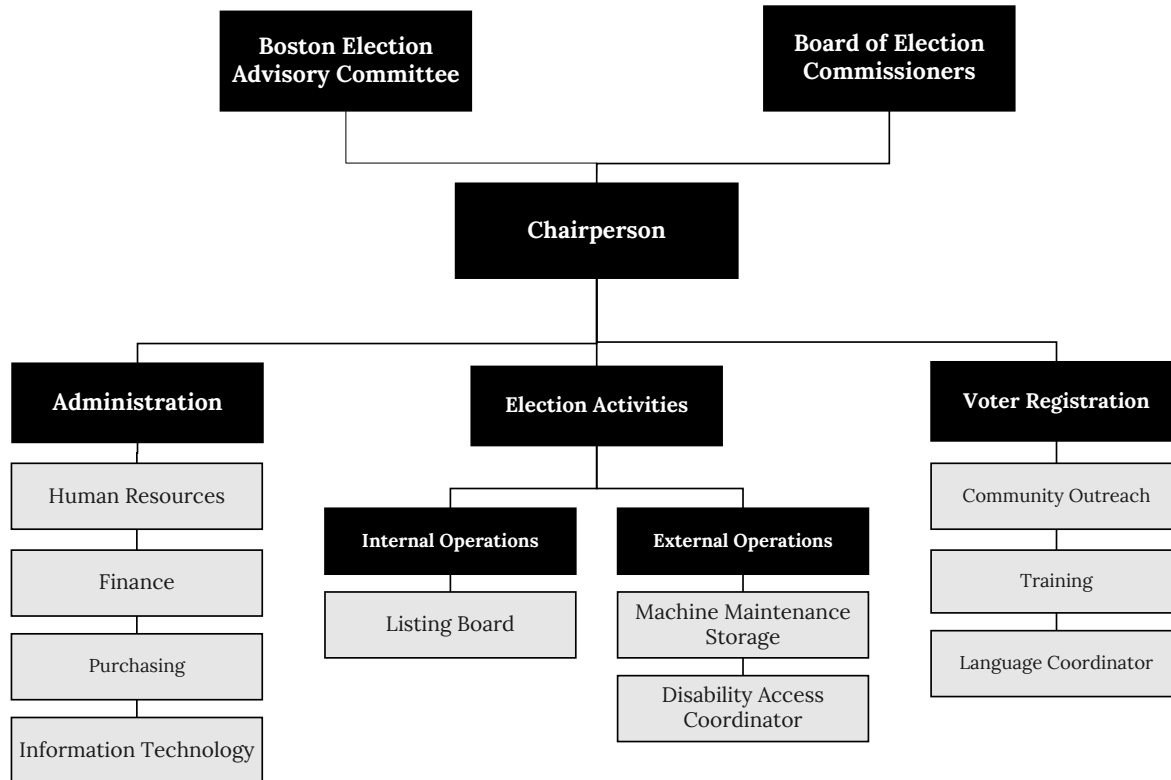 Boston Election
Advisory Committee
Board of Election
Commissioners
Chairperson
Administration
Election Activities
Voter Registration
Human Resources
Finance
Purchasing
Information Technology
Internal Operations
Listing Board
External Operations
Machine Maintenance
Storage
Disability Access
Coordinator
Community Outreach
Training
Language Coordinator